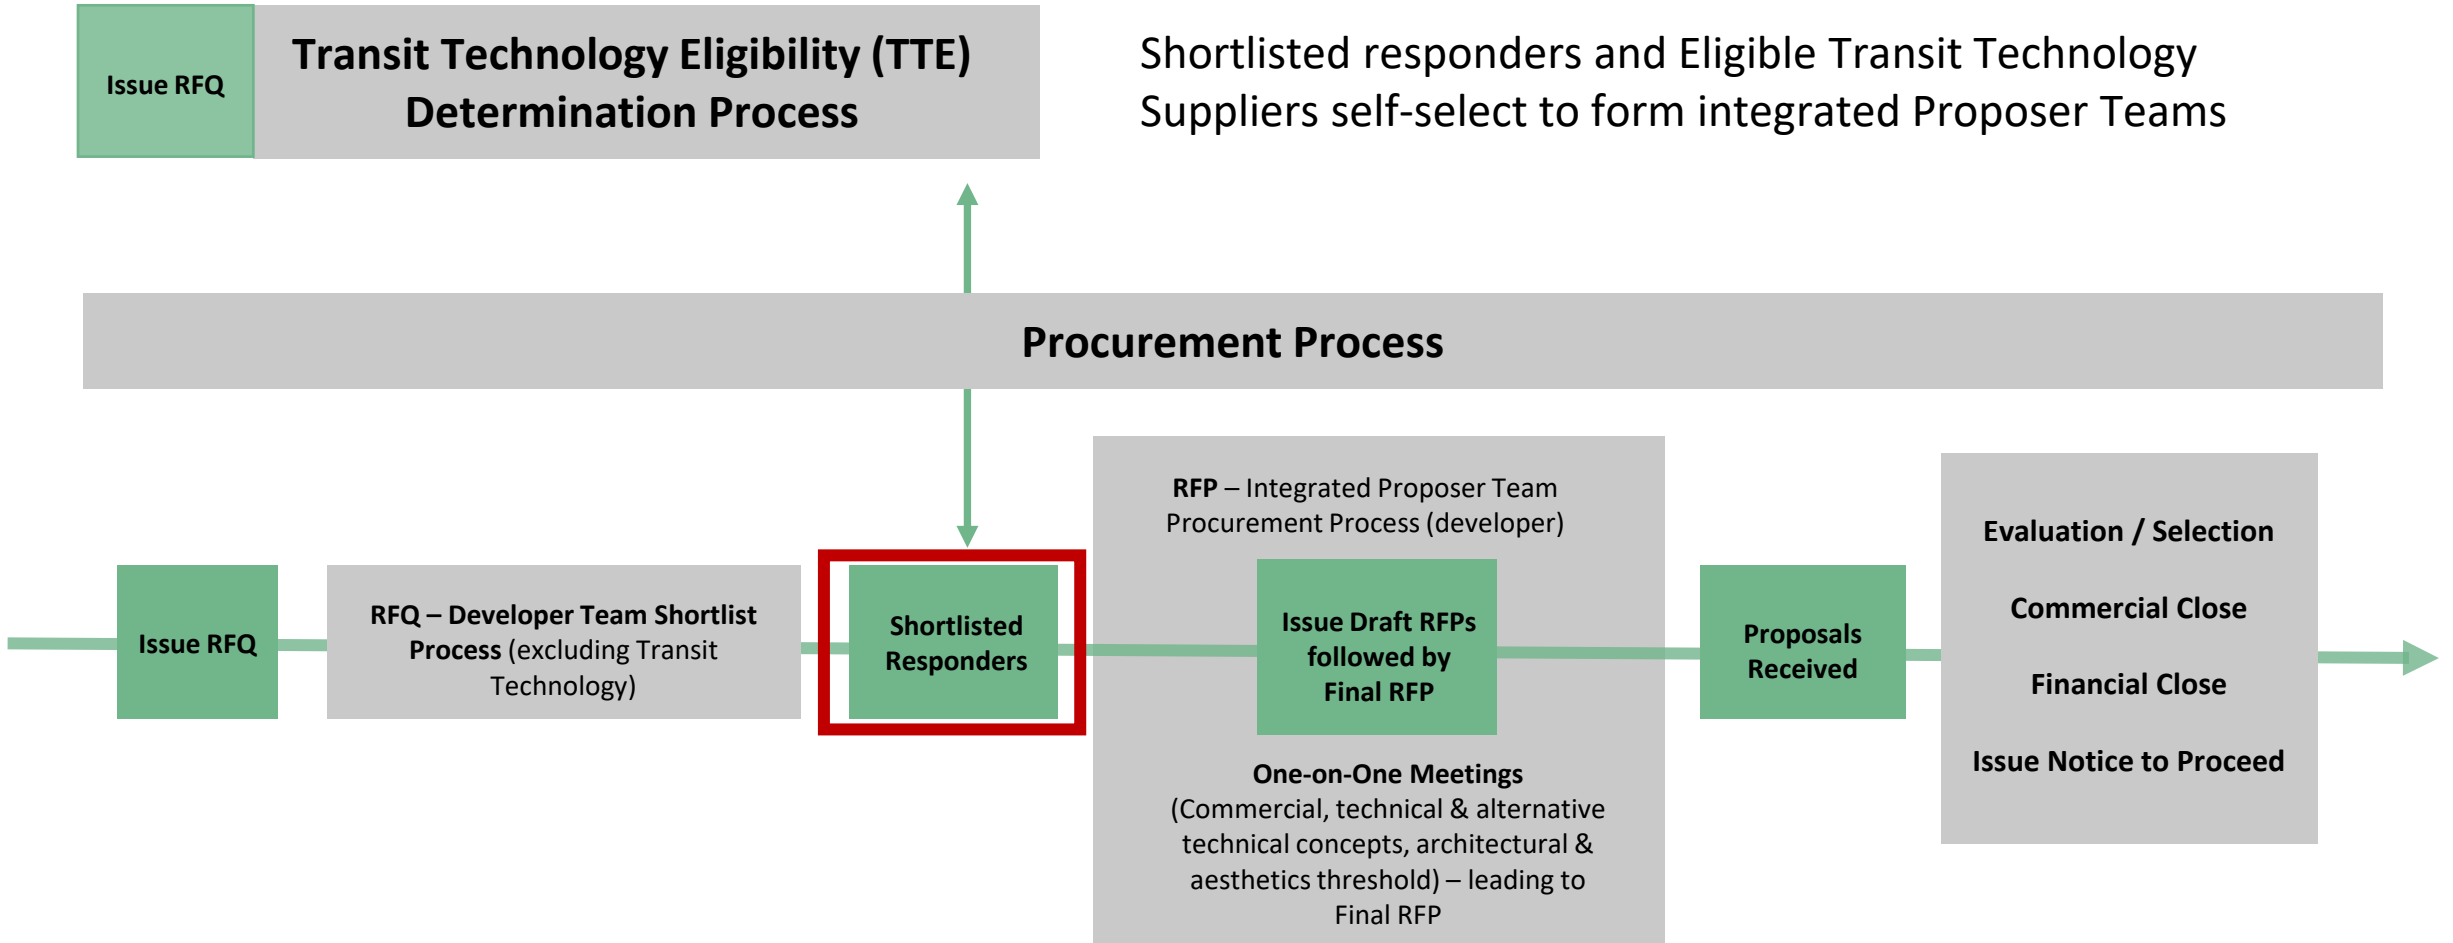 Issue RFQ
Transit Technology Eligibility (TTE)
Determination Process
Shortlisted responders and Eligible Transit Technology
Suppliers self-select to form integrated Proposer Teams
Procurement Process
Issue RFQ
RFQ – Developer Team Shortlist
Process (excluding Transit
Technology)
Shortlisted
Responders
RFP – Integrated Proposer Team
Procurement Process (developer)
Issue Draft RFPs
followed by
Final RFP
One-on-One Meetings
(Commercial, technical & alternative
technical concepts, architectural &
aesthetics threshold) – leading to
Final RFP
Proposals
Received
Evaluation / Selection
Commercial Close
Financial Close
Issue Notice to Proceed